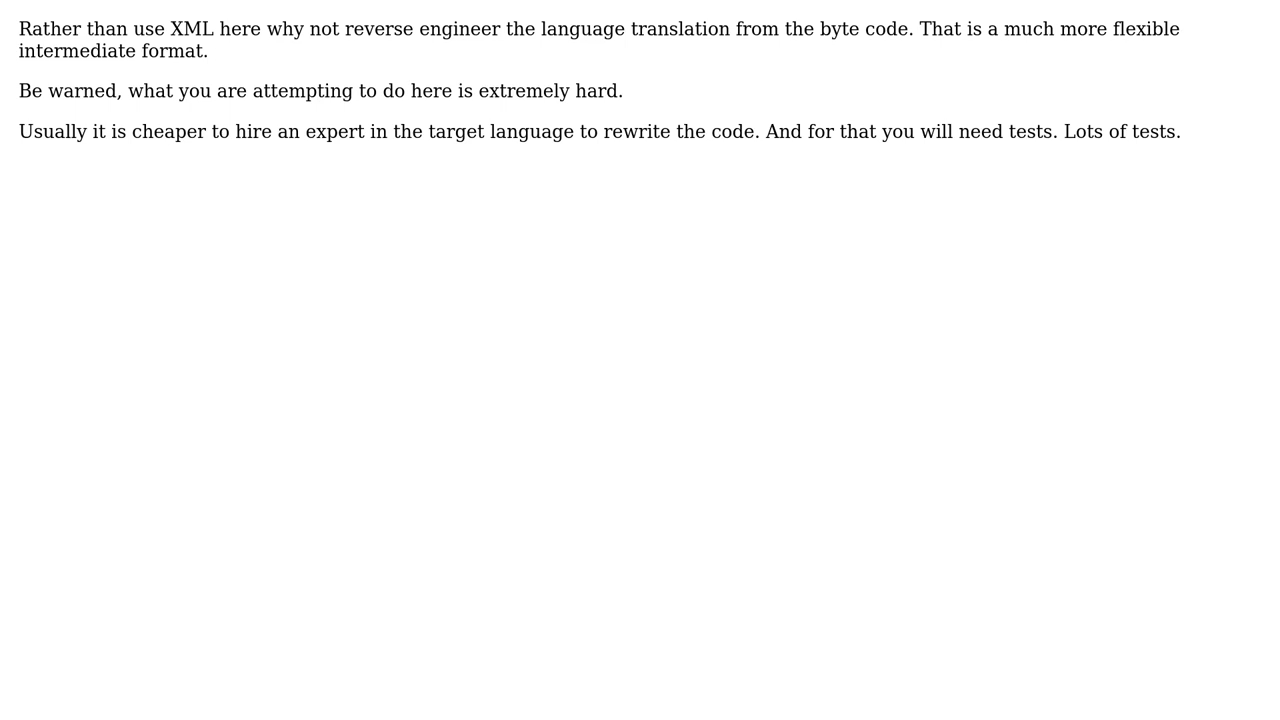 Rather than use XML here why not reverse engineer the language translation from the byte code. That is a much more flexible
intermediate format.
Be warned, what you are attempting to do here is extremely hard.
Usually it is cheaper to hire an expert in the target language to rewrite the code. And for that you will need tests. Lots of tests.